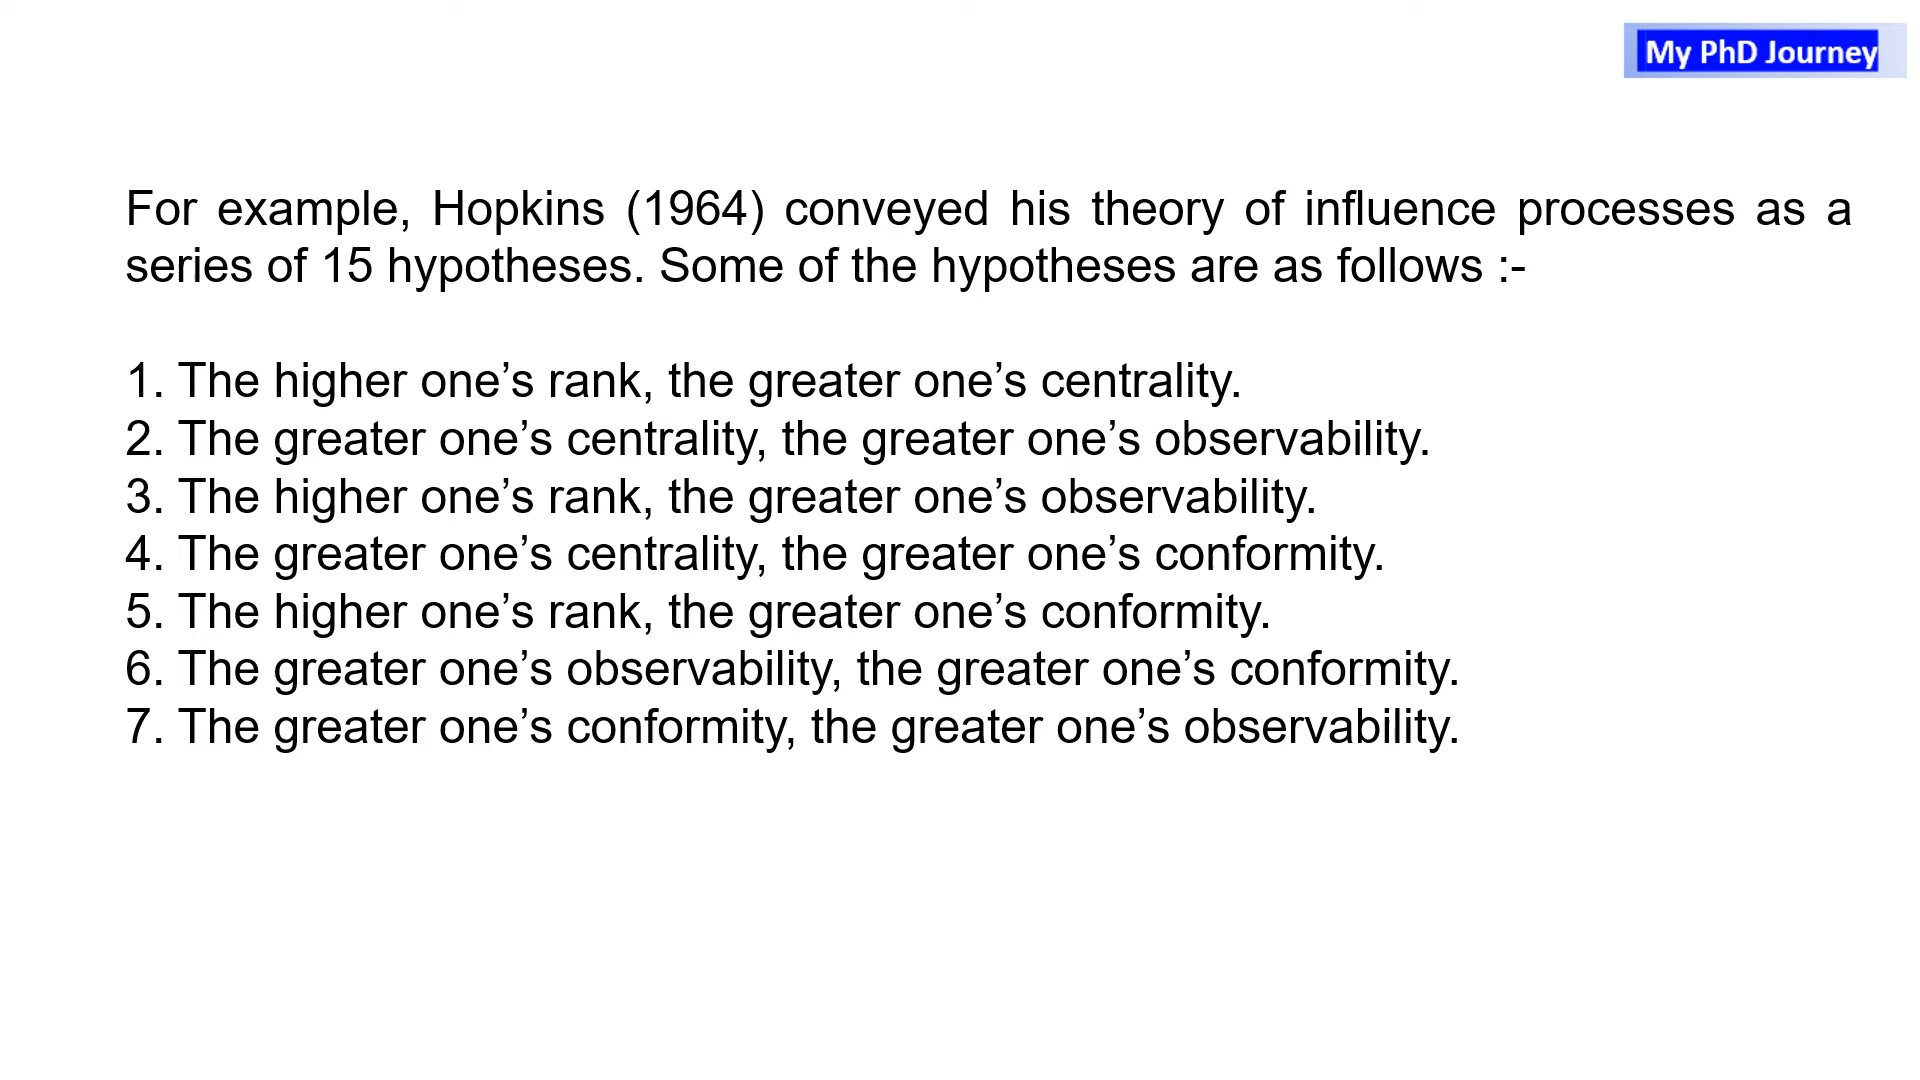 My PhD Journey
For example, Hopkins (1964) conveyed his theory of influence processes as a
series of 15 hypotheses. Some of the hypotheses are as follows :-
1. The higher one’s rank, the greater one’s centrality.
2. The greater one’s centrality, the greater one’s observability.
3. The higher one’s rank, the greater one’s observability.
4. The greater one’s centrality, the greater one’s conformity.
5. The higher one’s rank, the greater one’s conformity.
6. The greater one’s observability, the greater one’s conformity.
7. The greater one’s conformity, the greater one’s observability.